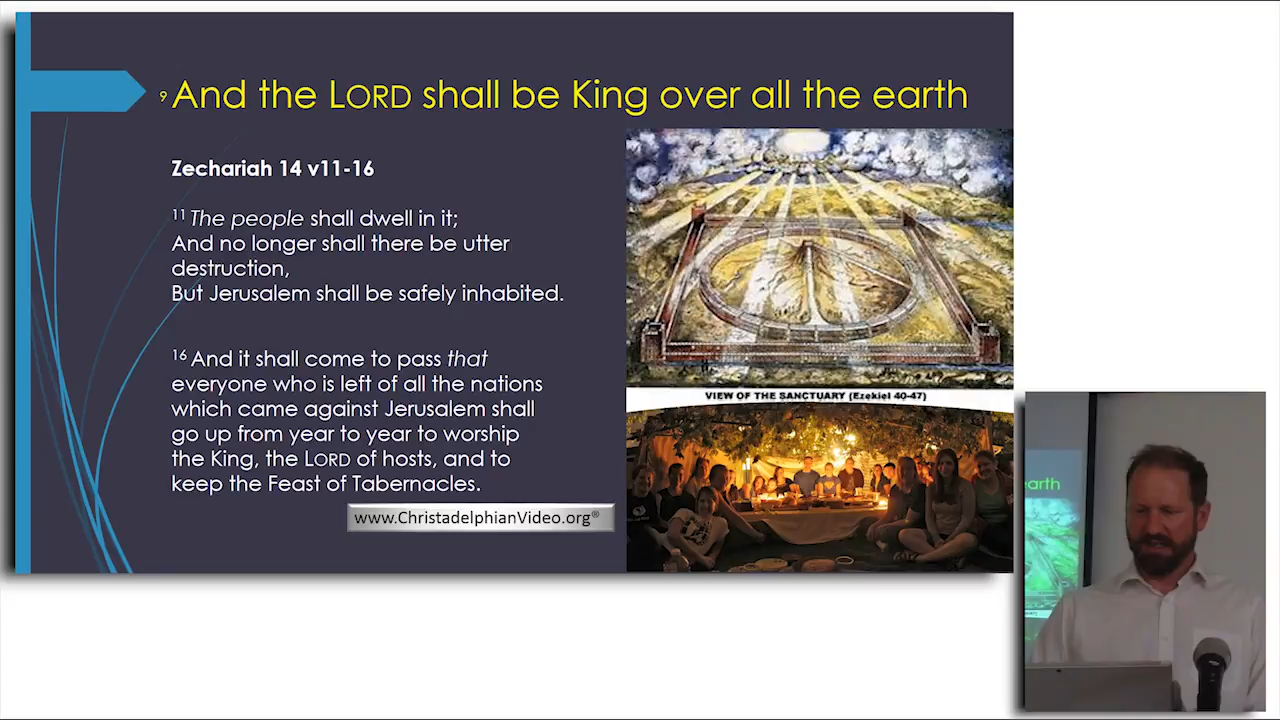 9 And the LORD shall be King over all the earth
Zechariah 14 v11-16
11 The people shall dwell in it;
And no longer shall there be utter
destruction,
But Jerusalem shall be safely inhabited.
16 And it shall come to pass that
everyone who is left of all the nations
which came against Jerusalem shall
go up from year to year to worship
the King, the LORD of hosts, and to
keep the Feast of Tabernacles.
www.ChristadelphianVideo.org®
VIEW OF THE SANCTUARY (Ezekiel 40-47)
earth